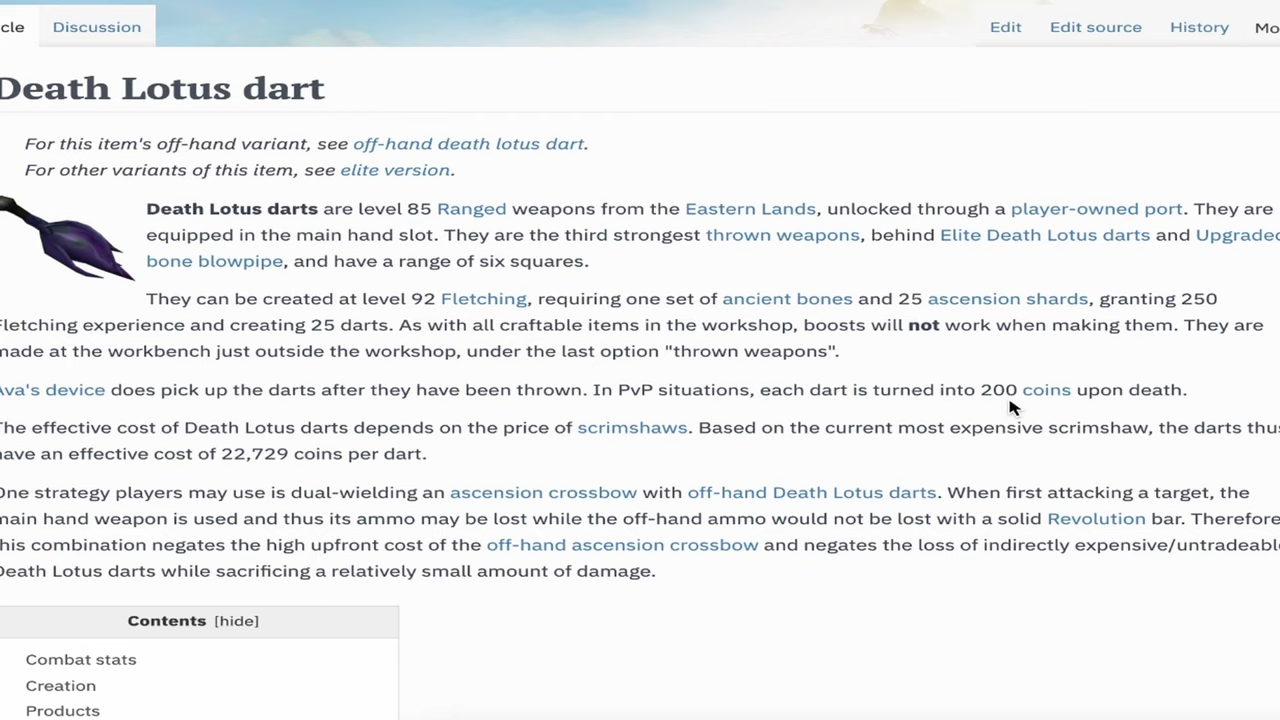 cle Discussion Edit Edit source History Mo
Death Lotus dart
For this item's off-hand variant, see off-hand death lotus dart.
For other variants of this item, see elite version.
Death Lotus darts are level 85 Ranged weapons from the Eastern Lands, unlocked through a player-owned port. They are
equipped in the main hand slot. They are the third strongest thrown weapons, behind Elite Death Lotus darts and Upgraded
bone blowpipe, and have a range of six squares.
They can be created at level 92 Fletching, requiring one set of ancient bones and 25 ascension shards, granting 250
Fletching experience and creating 25 darts. As with all craftable items in the workshop, boosts will not work when making them. They are
made at the workbench just outside the workshop, under the last option "thrown weapons".
Ava's device does pick up the darts after they have been thrown. In PvP situations, each dart is turned into 200 coins upon death.
The effective cost of Death Lotus darts depends on the price of scrimshaws. Based on the current most expensive scrimshaw, the darts thus
have an effective cost of 22,729 coins per dart.
One strategy players may use is dual-wielding an ascension crossbow with off-hand Death Lotus darts. When first attacking a target, the
main hand weapon is used and thus its ammo may be lost while the off-hand ammo would not be lost with a solid Revolution bar. Therefore
this combination negates the high upfront cost of the off-hand ascension crossbow and negates the loss of indirectly expensive/untradeabl
Death Lotus darts while sacrificing a relatively small amount of damage.
Contents [hide]
Combat stats
Creation
Products